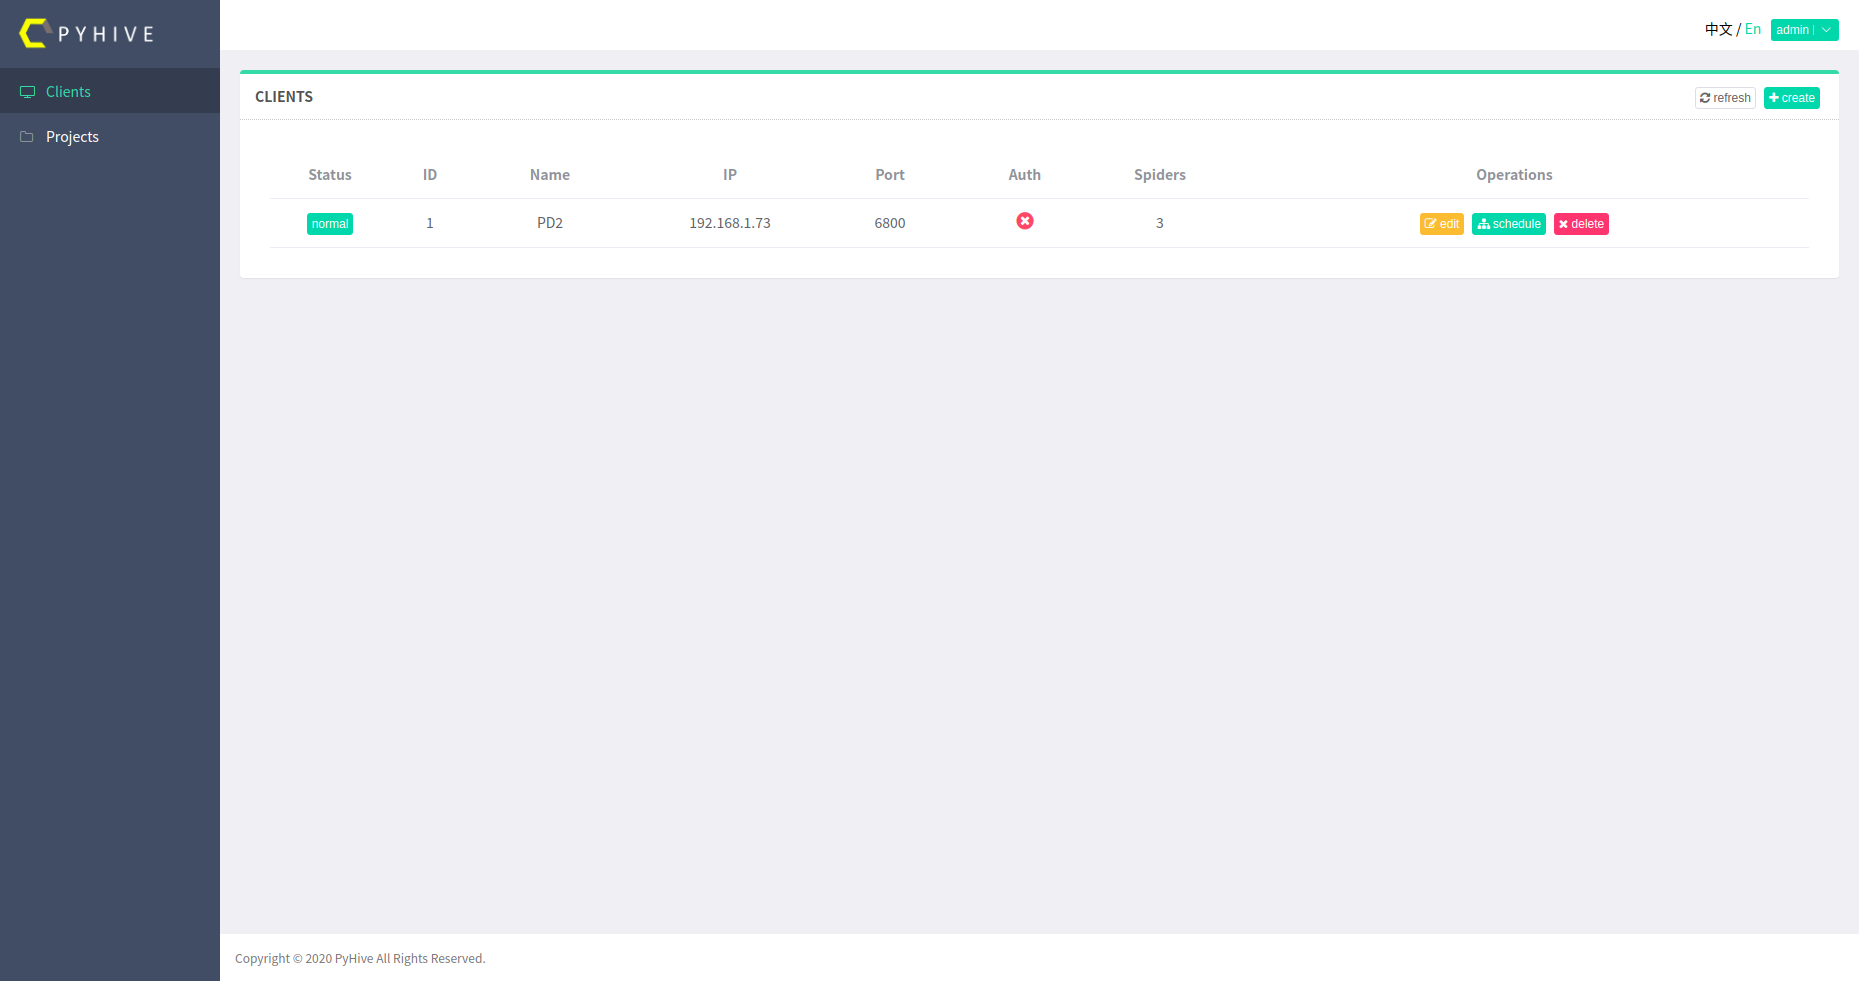 PYHIVE
中文 / En admin
Clients
Projects
CLIENTS refresh create
Status ID Name IP Port Auth Spiders Operations
normal 1 PD2 192.168.1.73 6800 3 edit schedule delete
Copyright © 2020 PyHive All Rights Reserved.